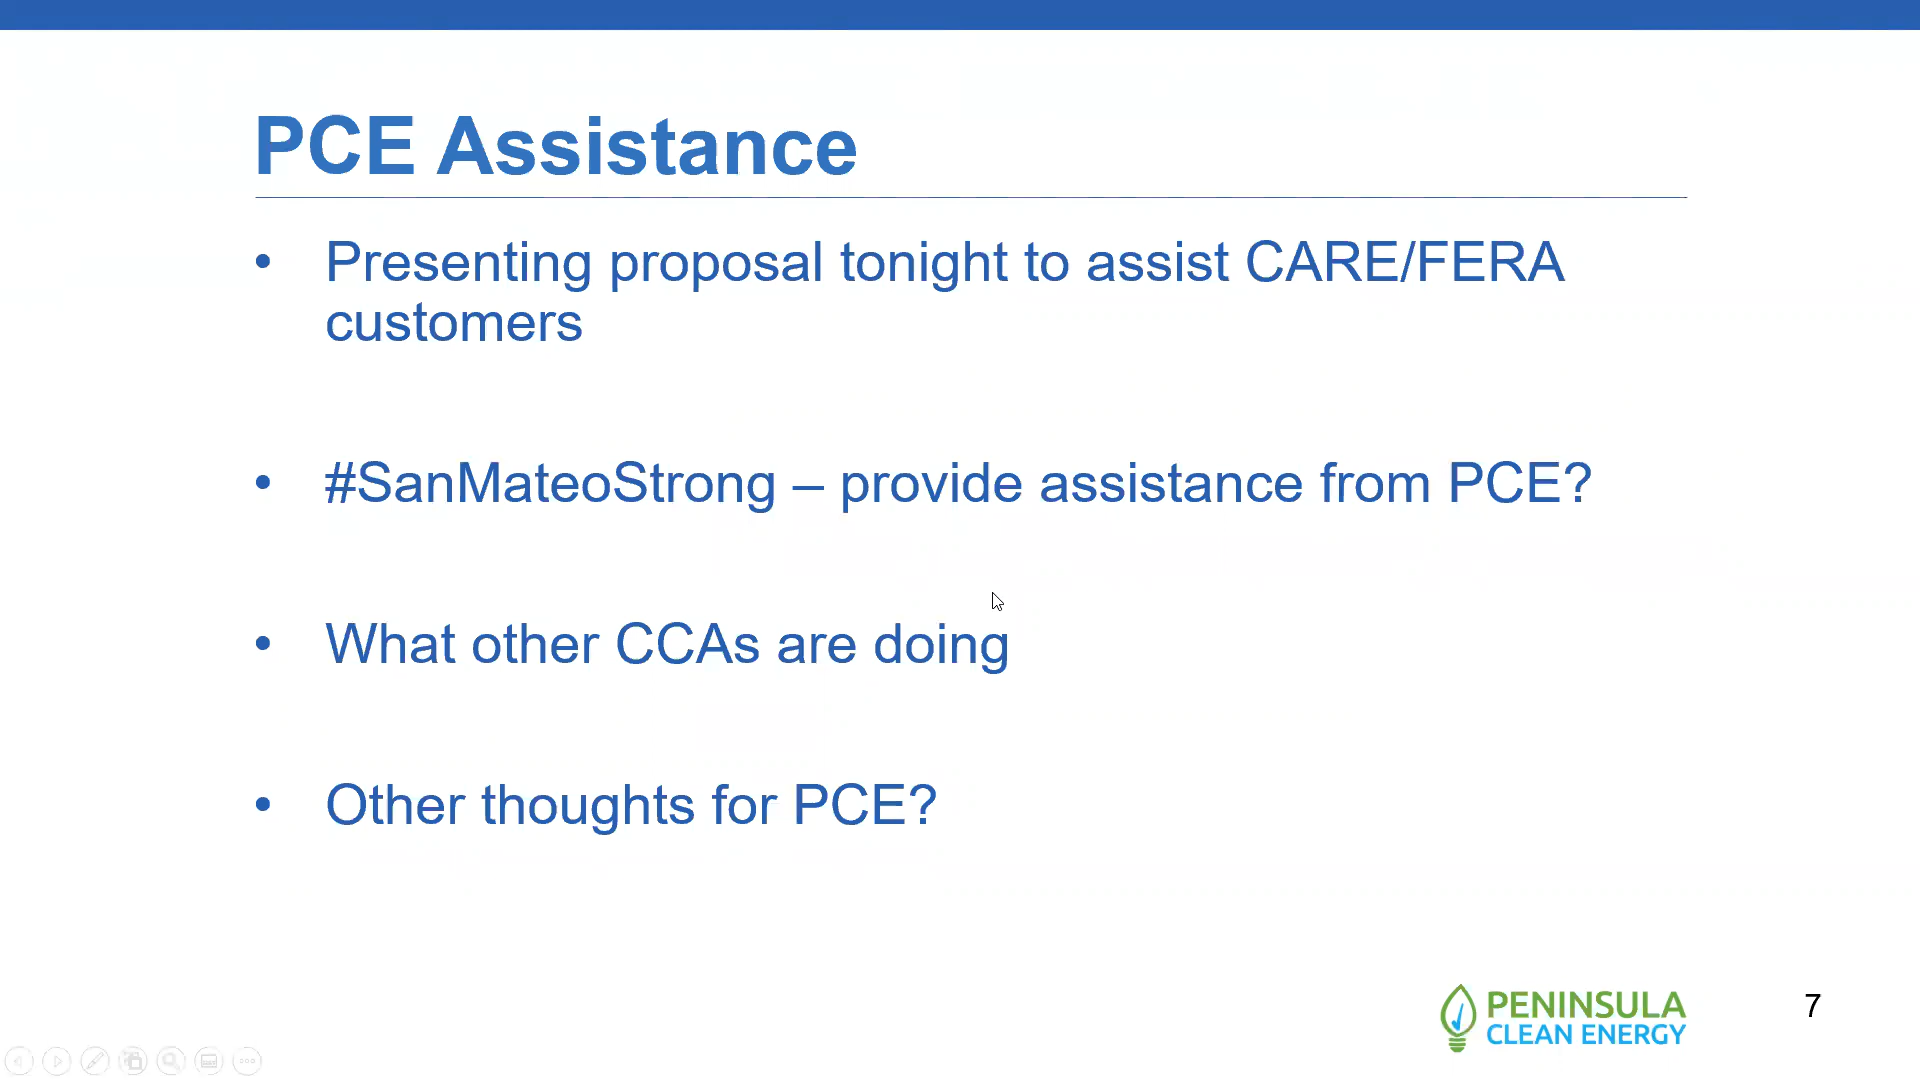 PCE Assistance
• Presenting proposal tonight to assist CARE/FERA
customers
• #SanMateoStrong – provide assistance from PCE?
• What other CCAs are doing
• Other thoughts for PCE?
PENINSULA
CLEAN ENERGY
7